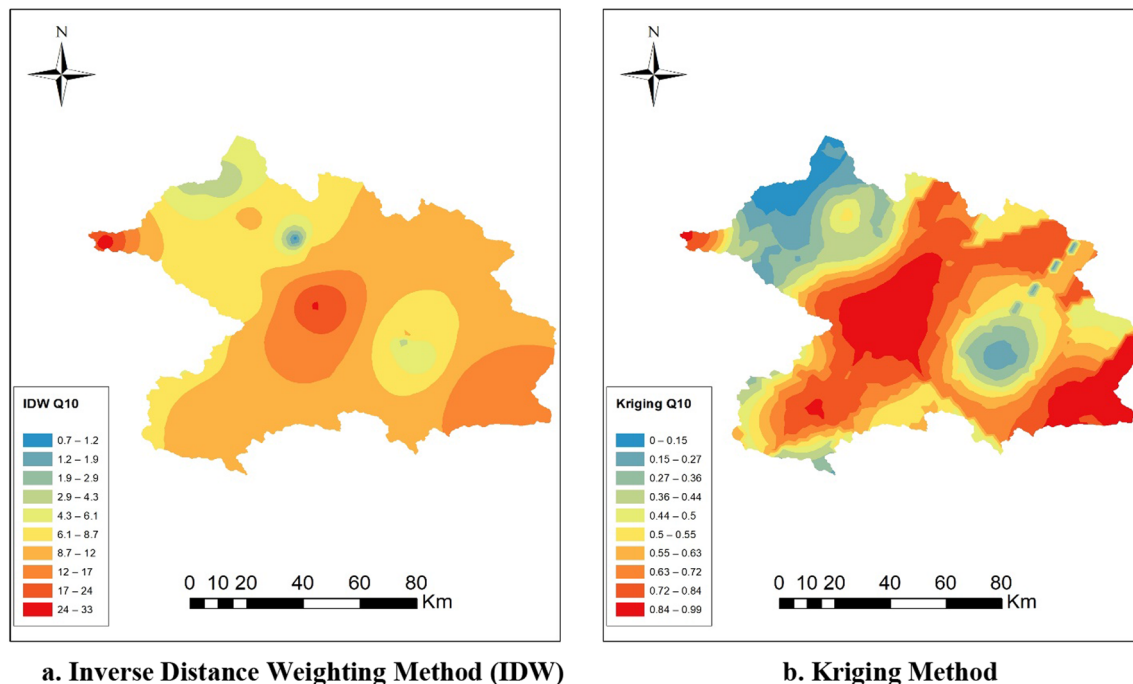 N
IDW Q10
0.7 – 1.2
1.2 – 1.9
1.9 – 2.9
2.9 – 4.3
4.3 – 6.1
6.1 – 8.7
8.7 – 12
12 – 17
17 – 24
24 – 33
0 10 20 40 60 80
Km
a. Inverse Distance Weighting Method (IDW)
N
Kriging Q10
0 – 0.15
0.15 – 0.27
0.27 – 0.36
0.36 – 0.44
0.44 – 0.5
0.5 – 0.55
0.55 – 0.63
0.63 – 0.72
0.72 – 0.84
0.84 – 0.99
0 10 20 40 60 80
Km
b. Kriging Method